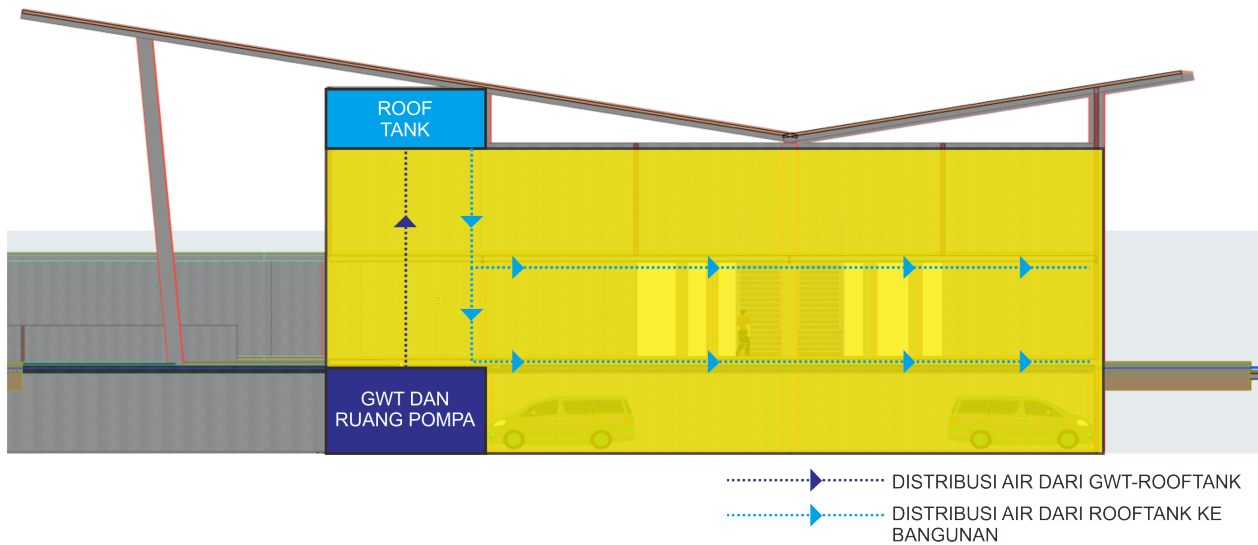 ROOF
TANK
GWT DAN
RUANG POMPA
DISTRIBUSI AIR DARI GWT-ROOFTANK
DISTRIBUSI AIR DARI ROOFTANK KE
BANGUNAN